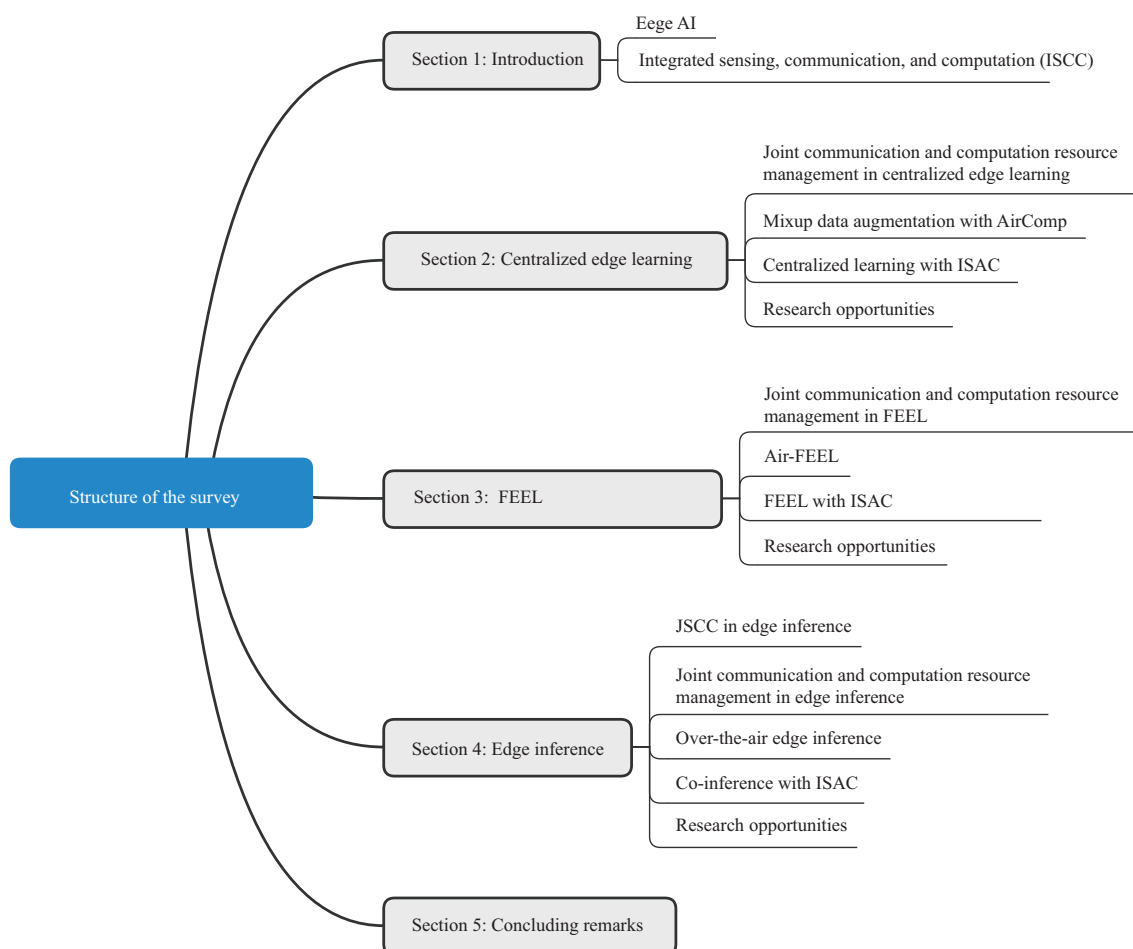 Structure of the survey
Section 1: Introduction
Eege AI
Integrated sensing, communication, and computation (ISCC)
Section 2: Centralized edge learning
Joint communication and computation resource
management in centralized edge learning
Mixup data augmentation with AirComp
Centralized learning with ISAC
Research opportunities
Section 3: FEEL
Joint communication and computation resource
management in FEEL
Air-FEEL
FEEL with ISAC
Research opportunities
Section 4: Edge inference
JSCC in edge inference
Joint communication and computation resource
management in edge inference
Over-the-air edge inference
Co-inference with ISAC
Research opportunities
Section 5: Concluding remarks